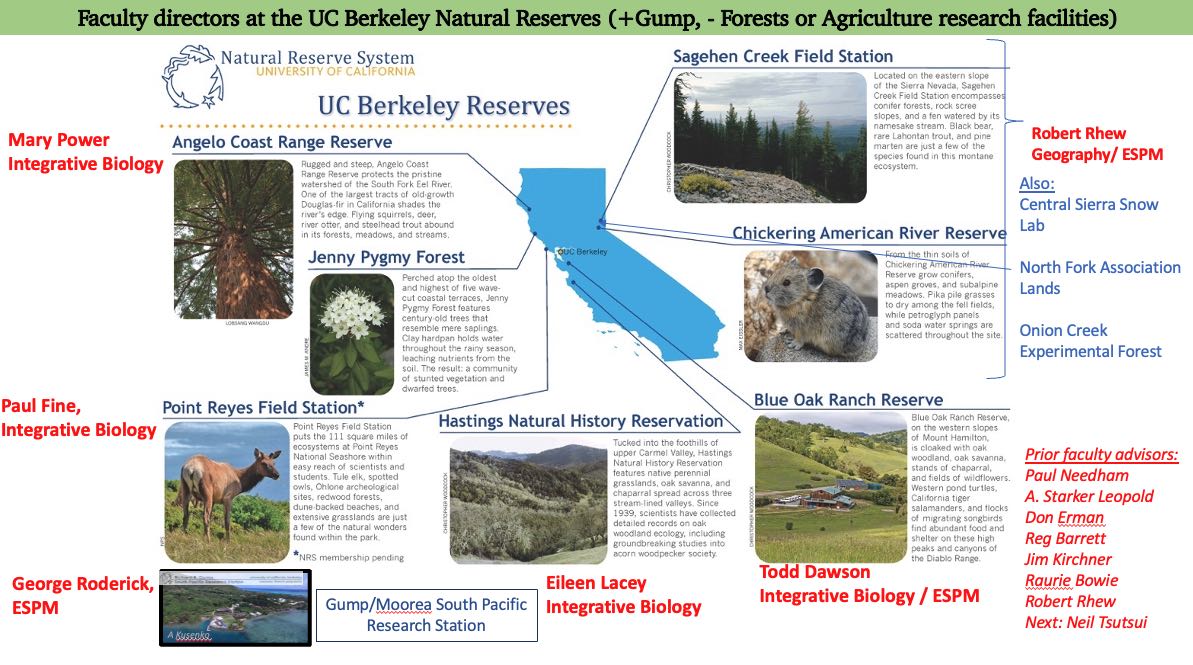 Faculty directors at the UC Berkeley Natural Reserves (+Gump, - Forests or Agriculture research facilities)
Natural Reserve System
UNIVERSITY OF CALIFORNIA
UC Berkeley Reserves
Mary Power
Integrative Biology
Angelo Coast Range Reserve
Rugged and steep, Angelo Coast
Range Reserve protects the pristine
watershed of the South Fork Eel River.
One of the largest tracts of old-growth
Douglas-fir in California shades the
river's edge. Flying squirrels, deer,
river otter, and steelhead trout abound
in its forests, meadows, and streams.
LOBSANG WANGDU
Jenny Pygmy Forest
Perched atop the oldest
and highest of five wave-
cut coastal terraces, Jenny
Pygmy Forest features
century-old trees that
resemble mere saplings.
Clay hardpan holds water
throughout the rainy season,
leaching nutrients from the
soil. The result: a community
of stunted vegetation and
dwarfed trees.
JAMES M. ANDRE
UC Berkeley
Sagehen Creek Field Station
Located on the eastern slope
of the Sierra Nevada, Sagehen
Creek Field Station encompasses
conifer forests, rock scree
slopes, and a fen watered by its
namesake stream. Black bear,
rare Lahontan trout, and pine
marten are just a few of the
species found in this montane
ecosystem.
CHRISTOPHER WOODCOCK
Chickering American River Reserve
From the thin soils of
Chickering American River
Reserve grow conifers,
aspen groves, and subalpine
meadows. Pika pile grasses
to dry among the fell fields,
while petroglyph panels
and soda water springs are
scattered throughout the site.
MAX EISSLER
Robert Rhew
Geography/ ESPM
Also:
Central Sierra Snow
Lab
North Fork Association
Lands
Onion Creek
Experimental Forest
Paul Fine,
Integrative Biology
Point Reyes Field Station*
Point Reyes Field Station
puts the 111 square miles of
ecosystems at Point Reyes
National Seashore within
easy reach of scientists and
students. Tule elk, spotted
owls, Ohlone archeological
sites, redwood forests,
dune-backed beaches, and
extensive grasslands are just
a few of the natural wonders
found within the park.
*NRS membership pending
NPS
Hastings Natural History Reservation
Tucked into the foothills of
upper Carmel Valley, Hastings
Natural History Reservation
features native perennial
grasslands, oak savanna, and
chaparral spread across three
stream-lined valleys. Since
1939, scientists have collected
detailed records on oak
woodland ecology, including
groundbreaking studies into
acorn woodpecker society.
CHRISTOPHER WOODCOCK
Eileen Lacey
Integrative Biology
Blue Oak Ranch Reserve
Blue Oak Ranch Reserve,
on the western slopes
of Mount Hamilton,
is cloaked with oak
woodland, oak savanna,
stands of chaparral,
and fields of wildflowers.
Western pond turtles,
California tiger
salamanders, and flocks
of migrating songbirds
find abundant food and
shelter on these high
peaks and canyons of
the Diablo Range.
CHRISTOPHER WOODCOCK
Todd Dawson
Integrative Biology / ESPM
George Roderick,
ESPM
A Kusenko
Gump/Moorea South Pacific
Research Station
Prior faculty advisors:
Paul Needham
A. Starker Leopold
Don Erman
Reg Barrett
Jim Kirchner
Raurie Bowie
Robert Rhew
Next: Neil Tsutsui